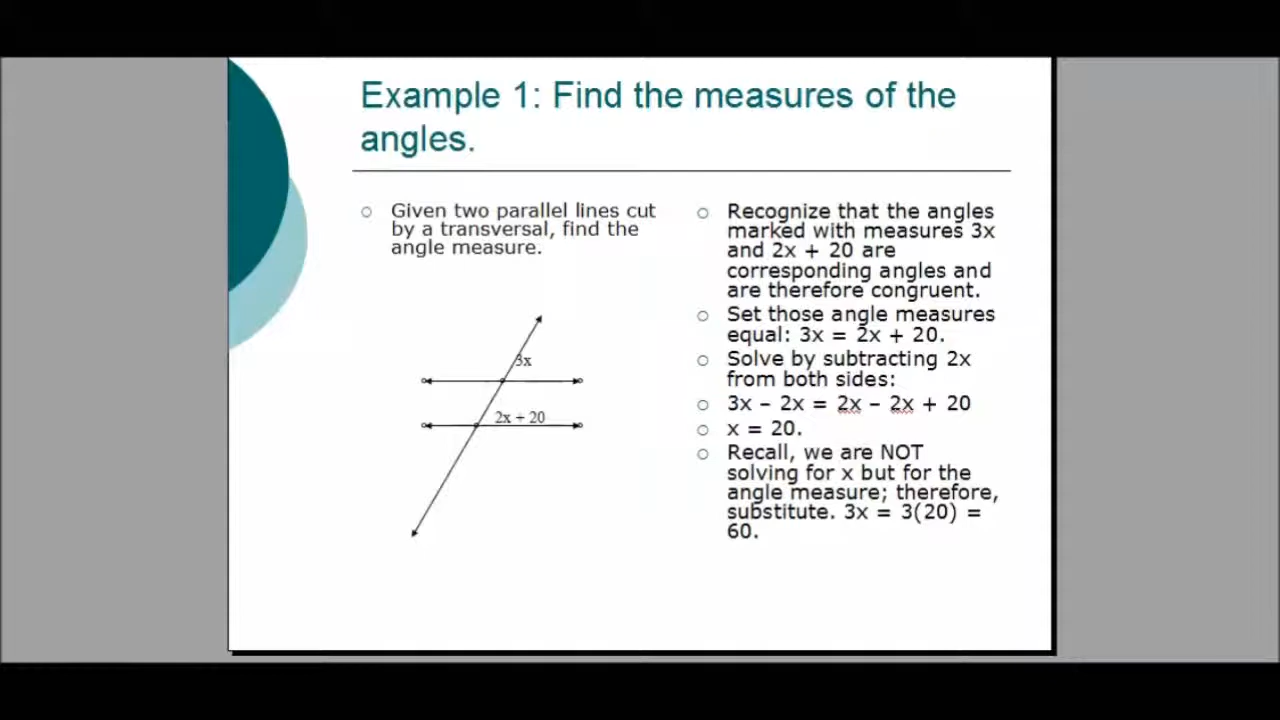 Example 1: Find the measures of the
angles.
Given two parallel lines cut
by a transversal, find the
angle measure.
3x
2x + 20
Recognize that the angles
marked with measures 3x
and 2x + 20 are
corresponding angles and
are therefore congruent.
Set those angle measures
equal: 3x = 2x + 20.
Solve by subtracting 2x
from both sides:
3x – 2x = 2x – 2x + 20
x = 20.
Recall, we are NOT
solving for x but for the
angle measure; therefore,
substitute. 3x = 3(20) =
60.